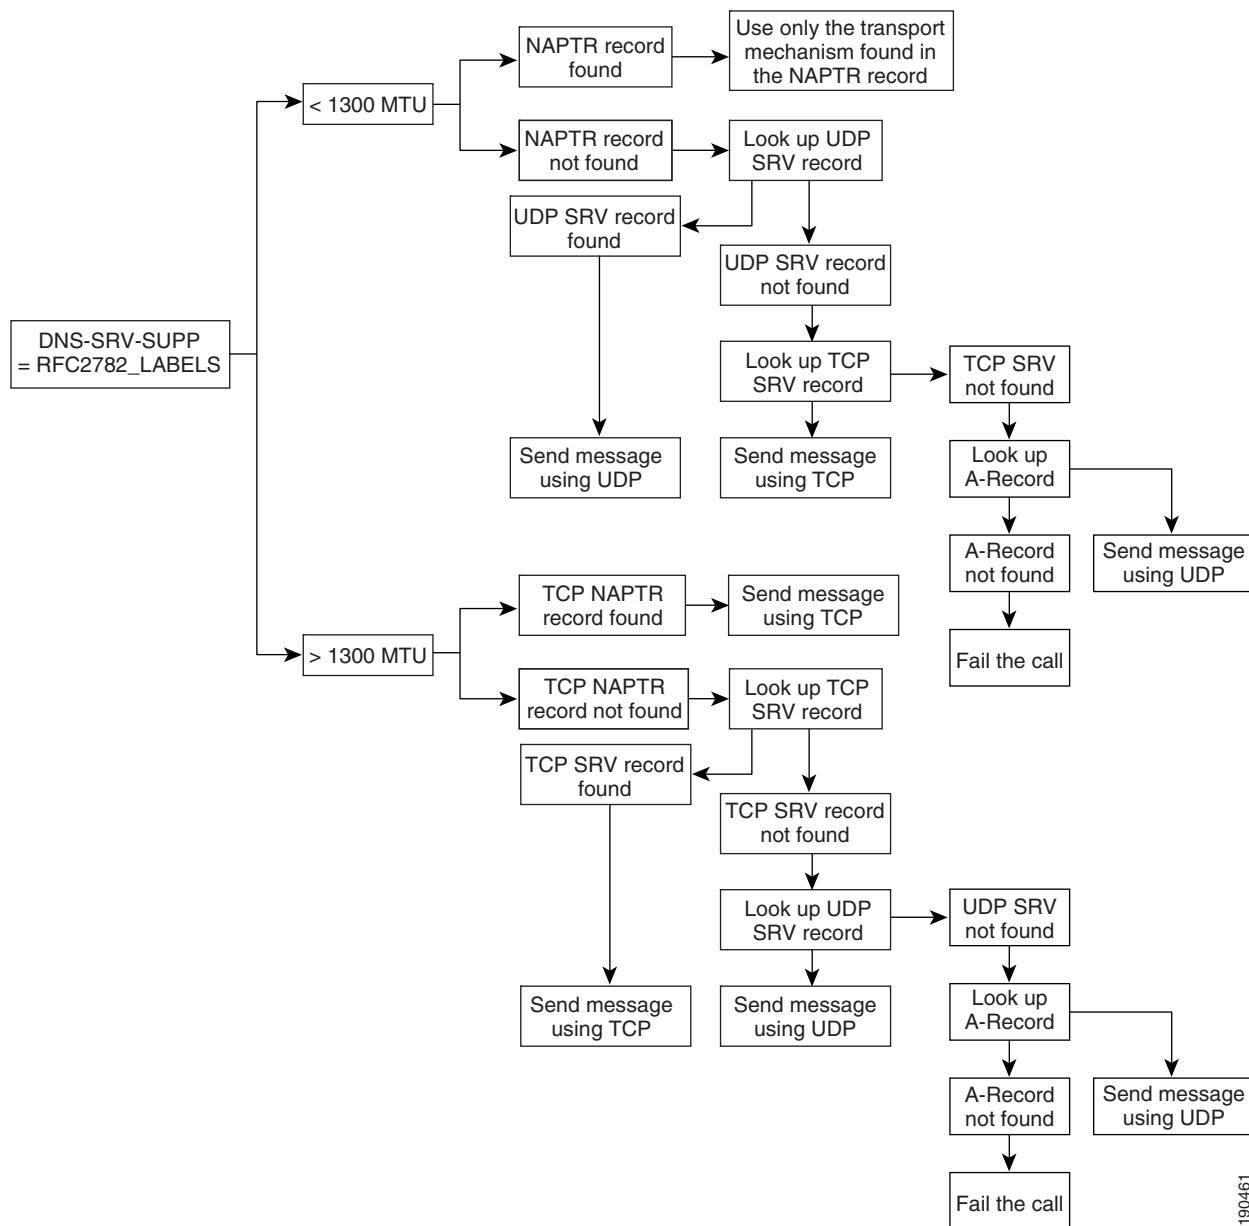 NAPTR record
found
Use only the transport
mechanism found in
the NAPTR record
< 1300 MTU
NAPTR record
not found
Look up UDP
SRV record
UDP SRV record
found
UDP SRV record
not found
DNS-SRV-SUPP
= RFC2782_LABELS
Look up TCP
SRV record
TCP SRV
not found
Send message
using UDP
Send message
using TCP
Look up
A-Record
A-Record
not found
Send message
using UDP
TCP NAPTR
record found
Send message
using TCP
> 1300 MTU
Fail the call
TCP NAPTR
record not found
Look up TCP
SRV record
TCP SRV record
found
TCP SRV record
not found
Look up UDP
SRV record
UDP SRV
not found
Send message
using TCP
Send message
using UDP
Look up
A-Record
A-Record
not found
Send message
using UDP
Fail the call
190461